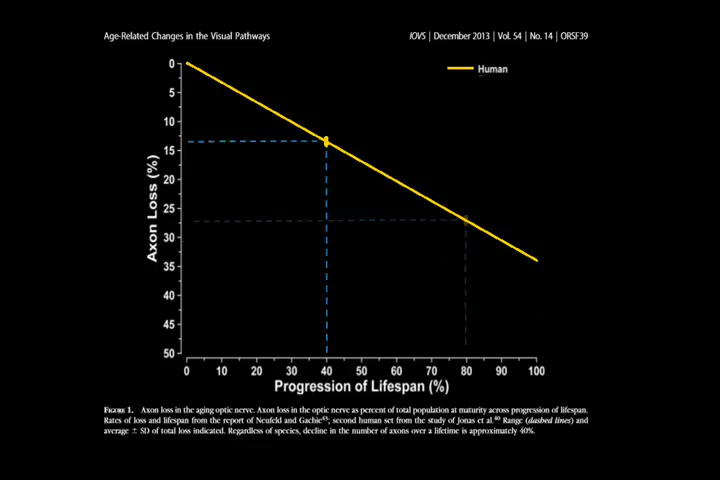 Age-Related Changes in the Visual Pathways
IOVS | December 2013 | Vol. 54 | No. 14 | ORSF39
Human
0
5
10
15
20
25
30
35
40
45
50
Axon Loss (%)
0 10 20 30 40 50 60 70 80 90 100
Progression of Lifespan (%)
Figure 1. Axon loss in the aging optic nerve. Axon loss in the optic nerve as percent of total population at maturity across progression of lifespan.
Rates of loss and lifespan from the report of Neufeld and Gachie45; second human set from the study of Jonas et al.40 Range (dashed lines) and
average ± SD of total loss indicated. Regardless of species, decline in the number of axons over a lifetime is approximately 40%.